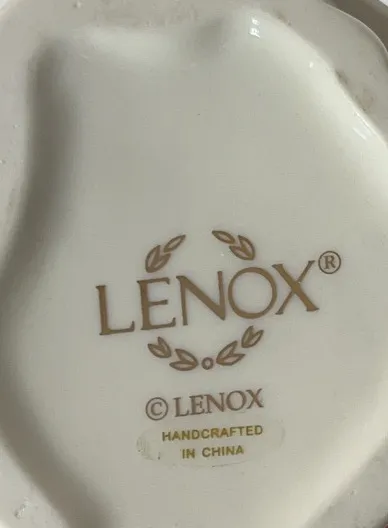 LENOX®
© LENOX
HANDCRAFTED
IN CHINA